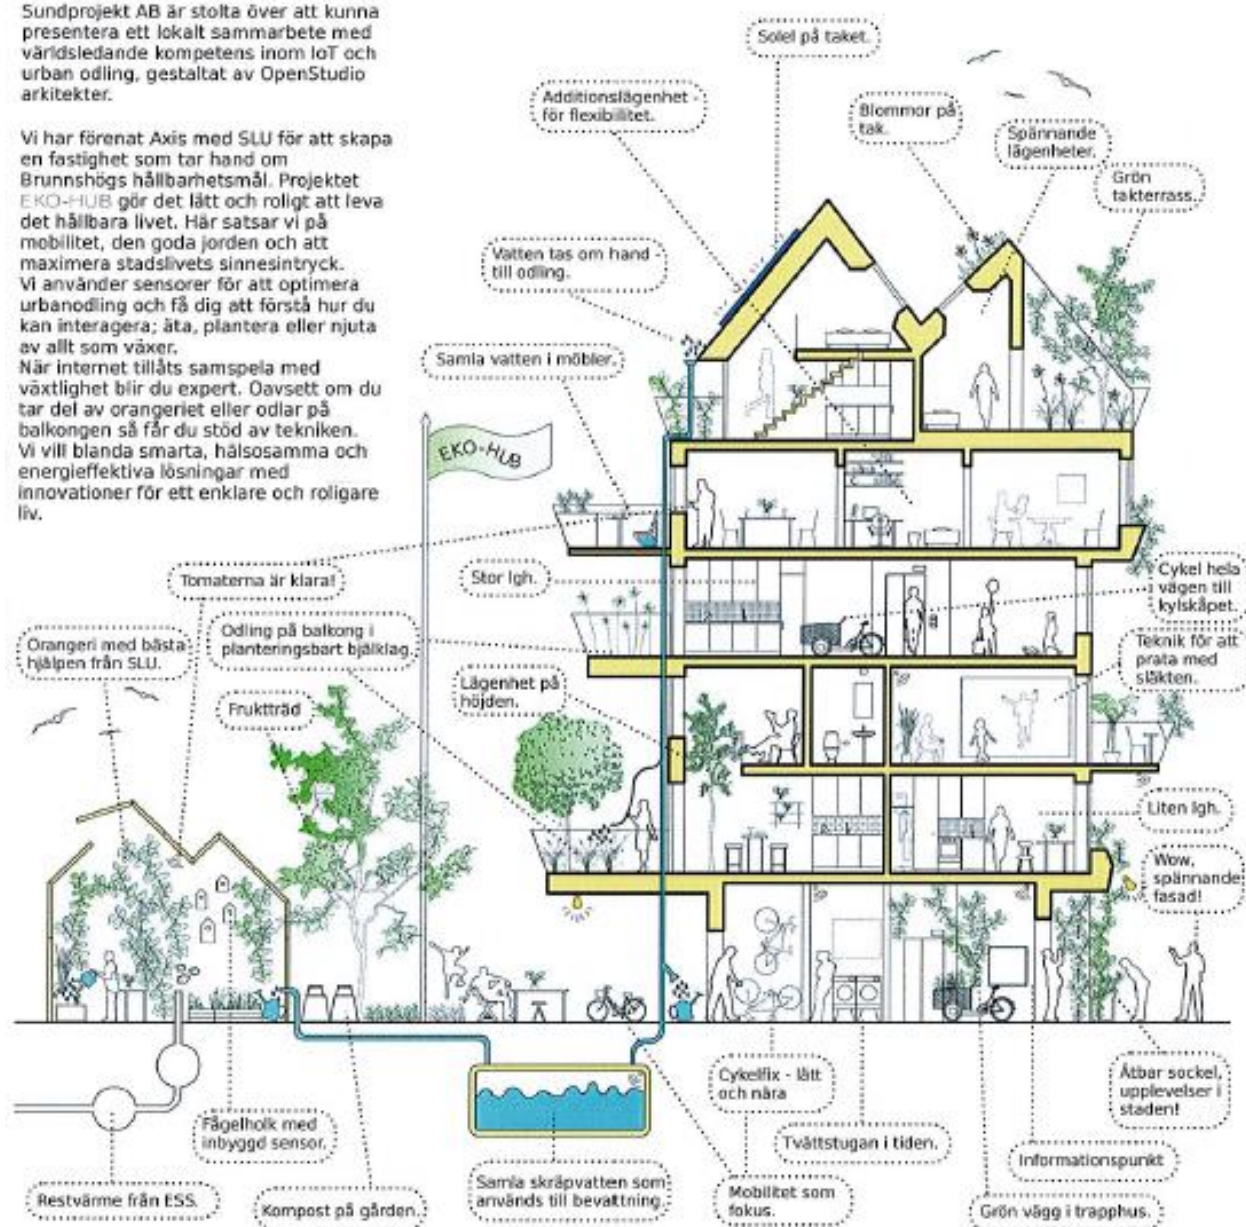 Sundprojekt AB är stolta över att kunna
presentera ett lokalt sammarbete med
världsledande kompetens inom IoT och
urban odling, gestaltat av OpenStudio
arkitekter.
Vi har förenat Axis med SLU för att skapa
en fastighet som tar hand om
Brunnshögs hållbarhetsmål. Projektet
EKO-HUB gör det lätt och roligt att leva
det hållbara livet. Här satsar vi på
mobilitet, den goda jorden och att
maximera stadslivets sinnesintryck.
Vi använder sensorer för att optimera
urbanodling och få dig att förstå hur du
kan interagera; äta, plantera eller njuta
av allt som växer.
När internet tillåts samspela med
växtlighet blir du expert. Oavsett om du
tar del av orangeriet eller odlar på
balkongen så får du stöd av tekniken.
Vi vill blanda smarta, hälsosamma och
energieffektiva lösningar med
innovationer för ett enklare och roligare
liv.
Solel på taket.
Additionslägenhet -
för flexibilitet.
Blommor på
tak.
Spännande
lägenheter.
Grön
takterrass.
Vatten tas om hand -
till odling.
Samla vatten i möbler.
EKO-HUB
Tomaterna är klara!
Stor lgh.
Cykel hela
vägen till
kylskåpet.
Orangeri med bästa
hjälpen från SLU.
Odling på balkong i
planteringsbart bjälklag.
Teknik för att
prata med
släkten.
Fruktträd
Lägenhet på
höjden.
Liten lgh.
Wow,
spännande
fasad!
Cykelfix - lätt
och nära
Ätbar sockel,
upplevelser i
staden!
Fågelholk med
inbyggd sensor.
Tvättstugan i tiden.
Informationspunkt
Restvärme från ESS.
Kompost på gården.
Samla skräpvatten som
används till bevattning.
Mobilitet som
fokus.
Grön vägg i trapphus.